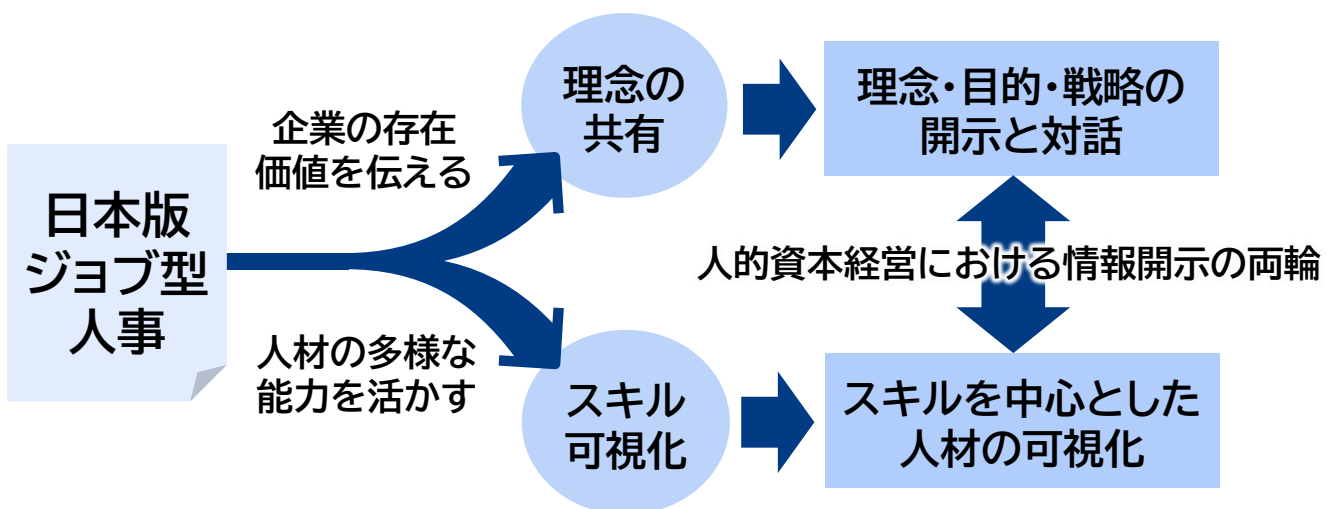 日本版
ジョブ型
人事
企業の存在
価値を伝える
人材の多様な
能力を活かす
理念の
共有
スキル
可視化
理念・目的・戦略の
開示と対話
人的資本経営における情報開示の両輪
スキルを中心とした
人材の可視化